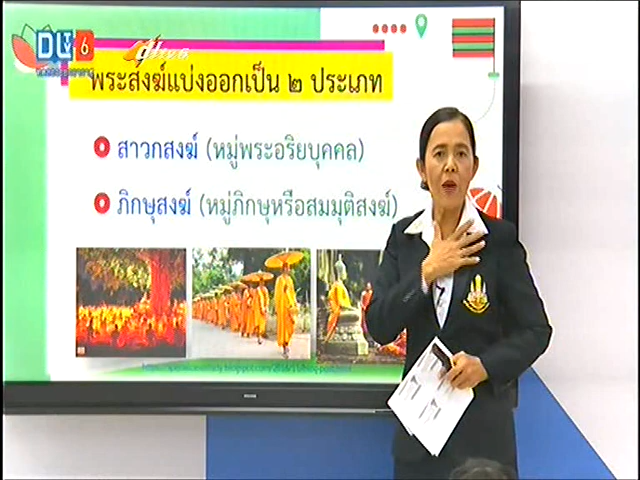 DLTV 6
dltv6
พระสงฆ์แบ่งออกเป็น ๒ ประเภท
สาวกสงฆ์ (หมู่พระอริยบุคคล)
ภิกษุสงฆ์ (หมู่ภิกษุหรือสมมุติสงฆ์)